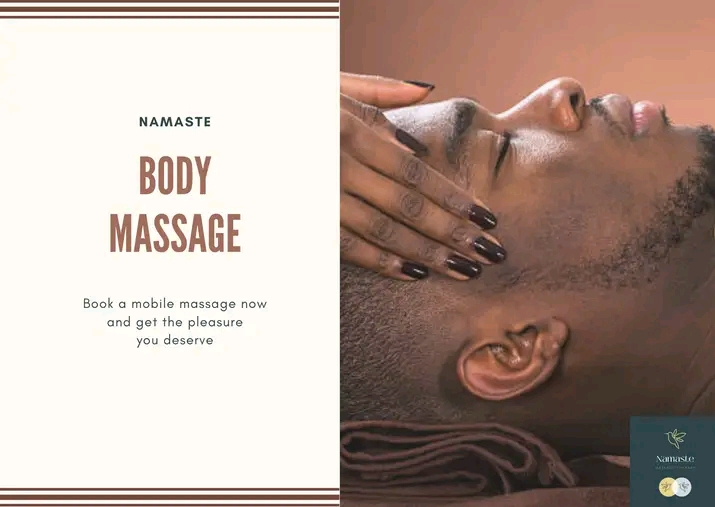 NAMASTE
BODY
MASSAGE
Book a mobile massage now
and get the pleasure
you deserve
Namaste